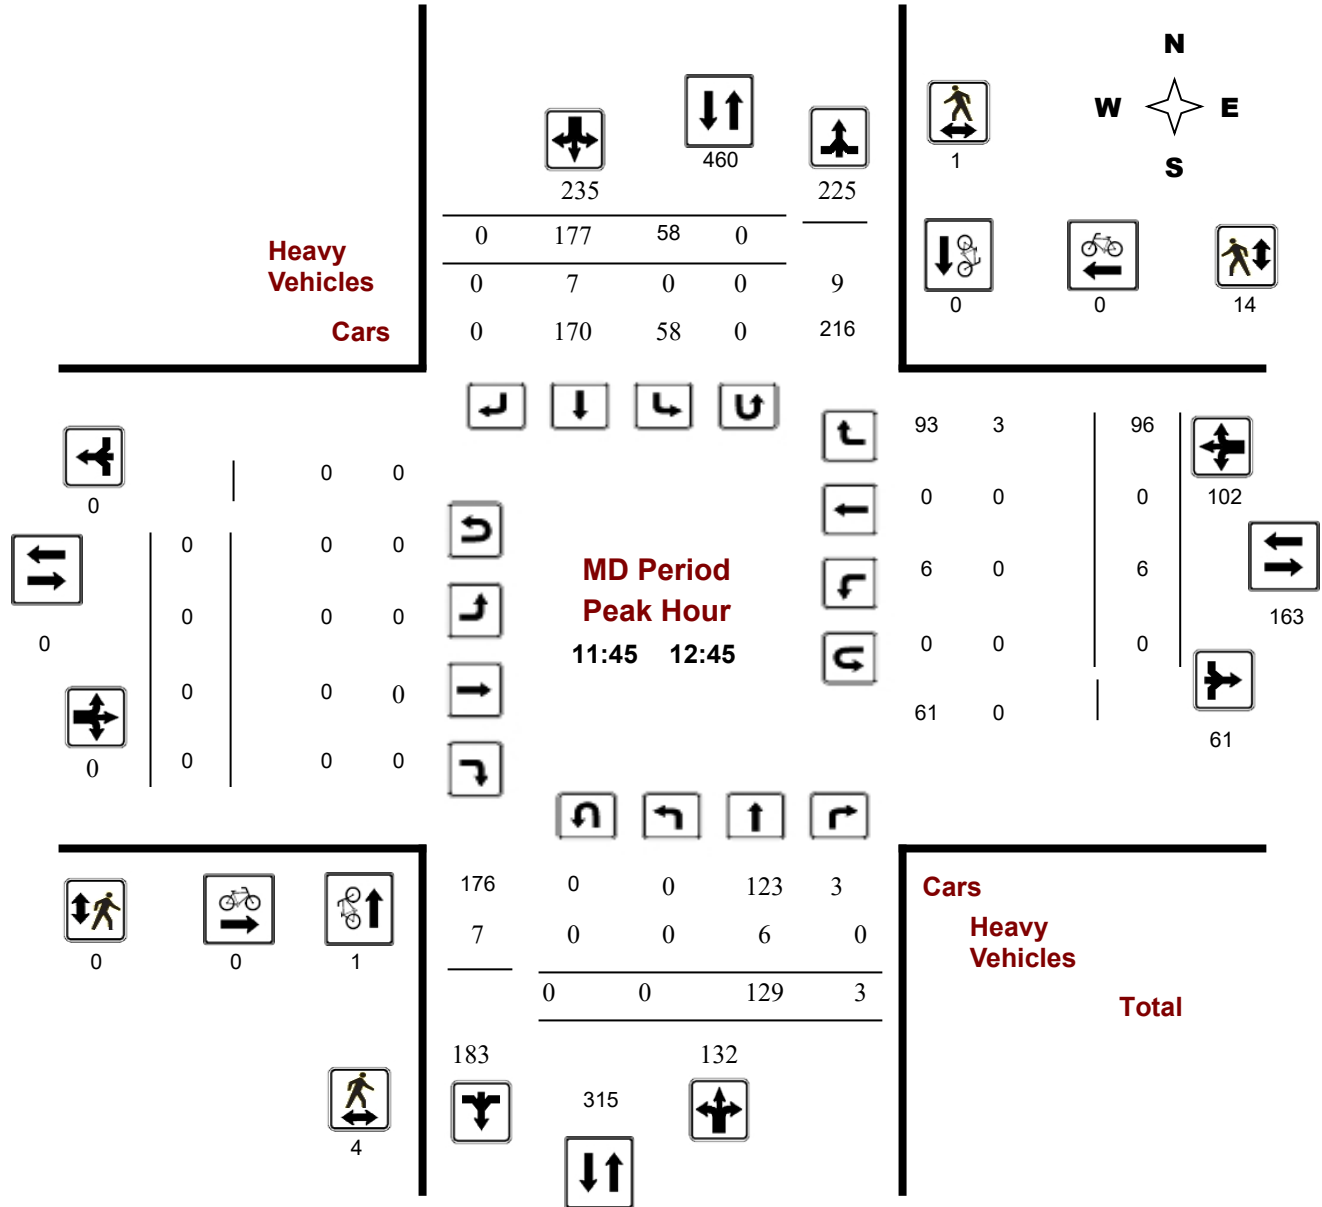 N
W E
S
460
1
235 225
0 177 58 0
Heavy
Vehicles
0 7 0 0 9
0 0 14
Cars 0 170 58 0 216
93 3 96
0 0
0
0 0 0 102
0 0 0
MD Period
6 0 6
Peak Hour
0 0 0
163
11:45 12:45
0 0 0
0
0 0 0
61 0
61
0 0 0 0
176 0 0 123 3
Cars
7 0 0 6 0
Heavy
Vehicles
0 0 1
0 0 129 3
Total
183 132
315
4